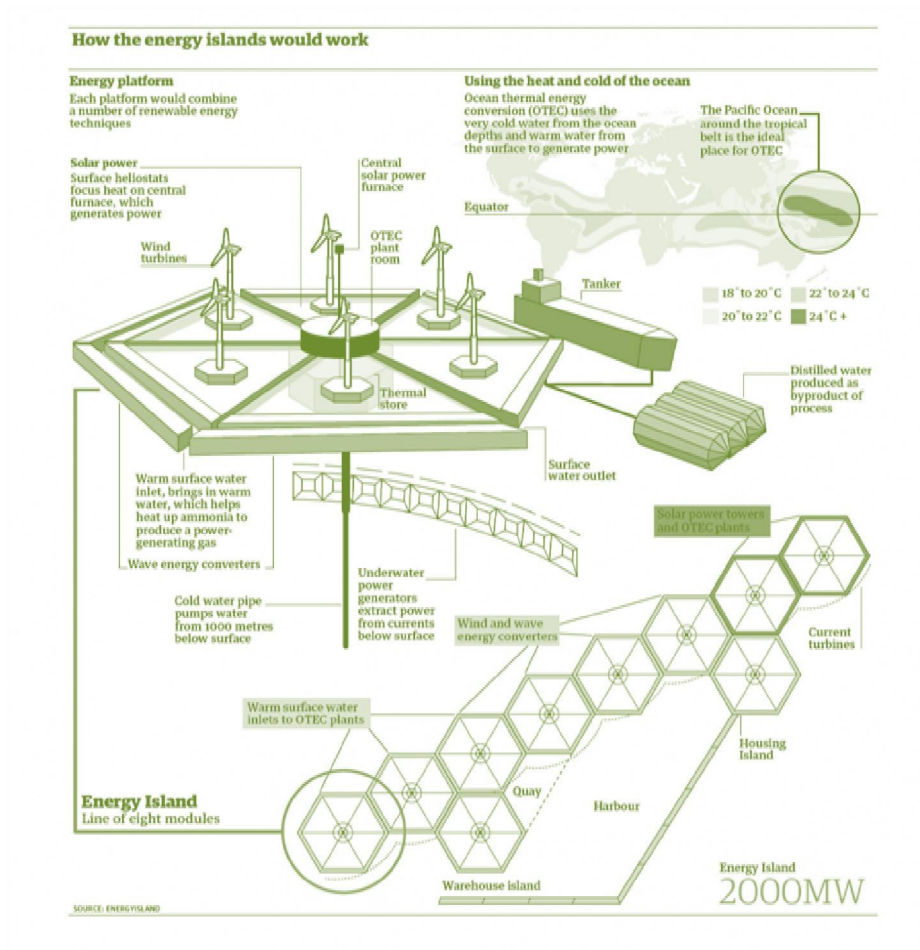 How the energy islands would work
Energy platform
Each platform would combine
a number of renewable energy
techniques
Using the heat and cold of the ocean
Ocean thermal energy
conversion (OTEC) uses the
very cold water from the ocean
depths and warm water from
the surface to generate power
The Pacific Ocean
around the tropical
belt is the ideal
place for OTEC
Solar power
Surface heliostats
focus heat on central
furnace, which
generates power
Central
solar power
furnace
Equator
Wind
turbines
OTEC
plant
room
Tanker
18˚to 20˚C
22˚to 24˚C
20˚to 22˚C
24˚C +
Thermal
store
Distilled water
produced as
byproduct of
process
Surface
water outlet
Warm surface water
inlet, brings in warm
water, which helps
heat up ammonia to
produce a power-
generating gas
Wave energy converters
Cold water pipe
pumps water
from 1000 metres
below surface
Underwater
power
generators
extract power
from currents
below surface
Solar power towers
and OTEC plants
Wind and wave
energy converters
Current
turbines
Warm surface water
inlets to OTEC plants
Housing
Island
Quay
Harbour
Energy Island
Line of eight modules
Warehouse island
Energy Island
2000MW
SOURCE: ENERGYISLAND